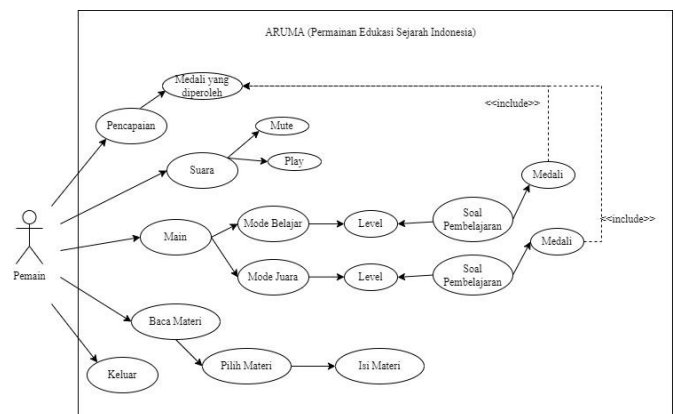 ARUMA (Permainan Edukasi Sejarah Indonesia)
Medali yang
diperoleh
<<include>>
Pencapaian
Mute
Play
Suara
Medali
Mode Belajar
Level
Soal
Pembelajaran
<<include>>
Main
Medali
Pemain
Mode Juara
Level
Soal
Pembelajaran
Baca Materi
Keluar
Pilih Materi
Isi Materi